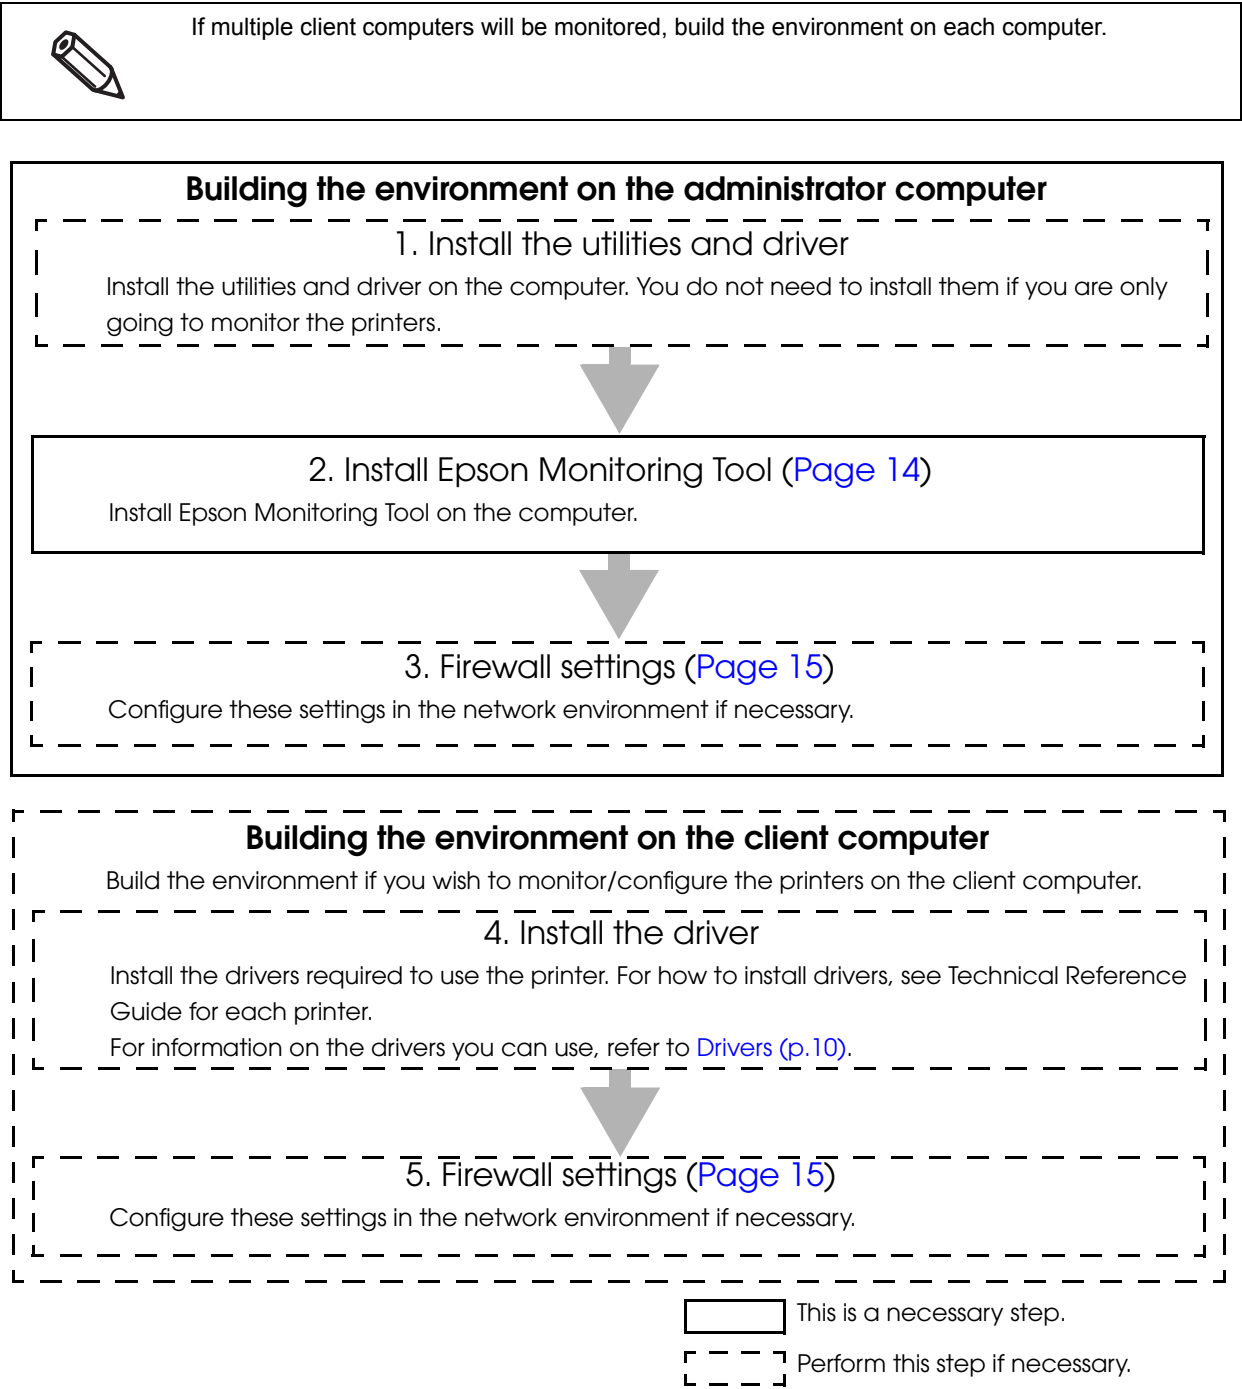 If multiple client computers will be monitored, build the environment on each computer.
Building the environment on the administrator computer
1. Install the utilities and driver
Install the utilities and driver on the computer. You do not need to install them if you are only
going to monitor the printers.
2. Install Epson Monitoring Tool (Page 14)
Install Epson Monitoring Tool on the computer.
3. Firewall settings (Page 15)
Configure these settings in the network environment if necessary.
Building the environment on the client computer
Build the environment if you wish to monitor/configure the printers on the client computer.
4. Install the driver
Install the drivers required to use the printer. For how to install drivers, see Technical Reference
Guide for each printer.
For information on the drivers you can use, refer to Drivers (p.10).
5. Firewall settings (Page 15)
Configure these settings in the network environment if necessary.
This is a necessary step.
Perform this step if necessary.